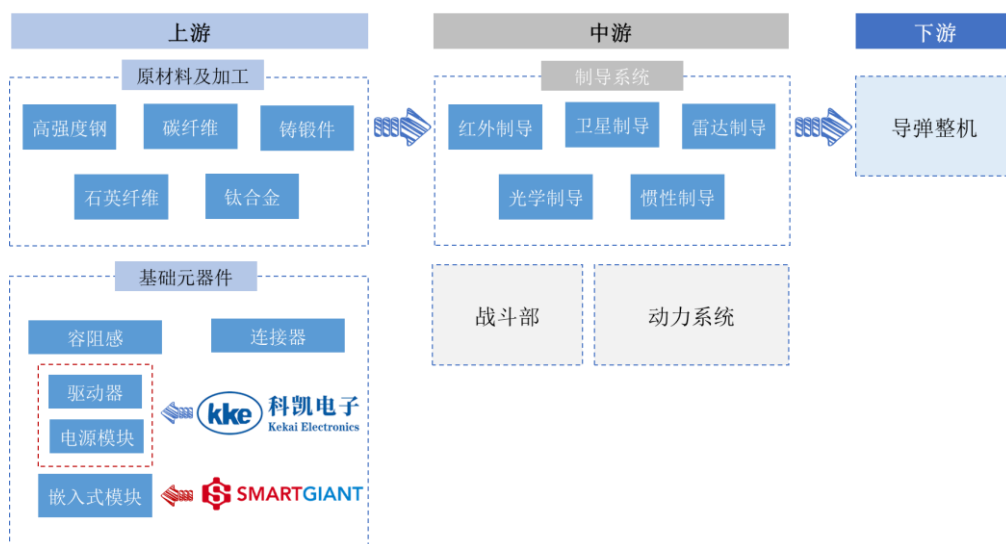 上游
原材料及加工
高强度钢
碳纤维
铸锻件
石英纤维
钛合金
基础元器件
容阻感
连接器
驱动器
电源模块
kke
科凯电子
Kekai Electronics
嵌入式模块
SMARTGIANT
中游
制导系统
红外制导
卫星制导
雷达制导
光学制导
惯性制导
战斗部
动力系统
下游
导弹整机